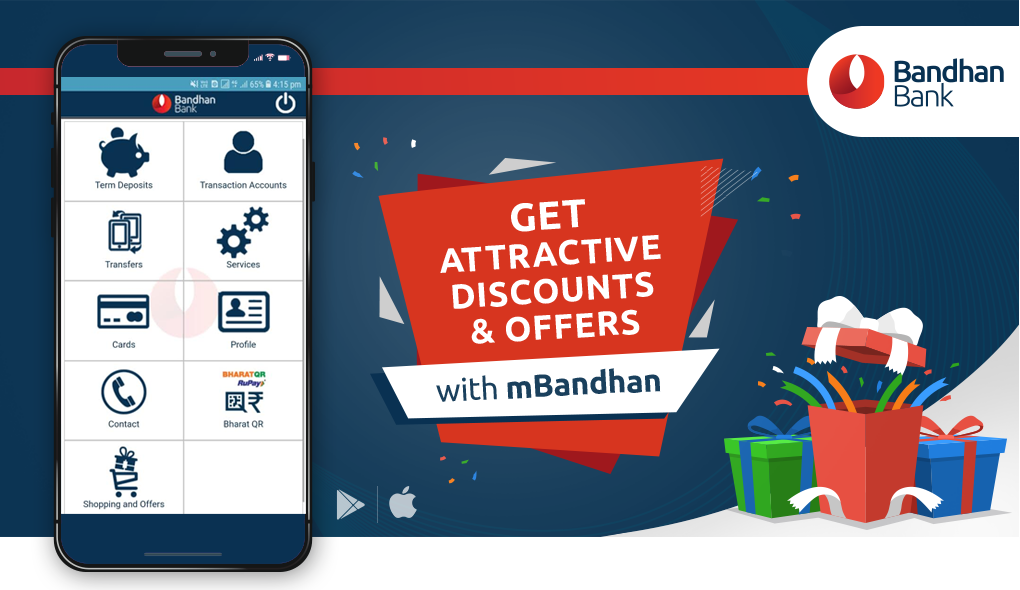 65% 4:15 pm
Bandhan
Bank
Term Deposits
Transaction Accounts
Transfers
Services
Cards
Profile
Contact
BHARATQR
RuPay
Bharat QR
Shopping and Offers
GET
ATTRACTIVE
DISCOUNTS
& OFFERS
with mBandhan
Bandhan
Bank